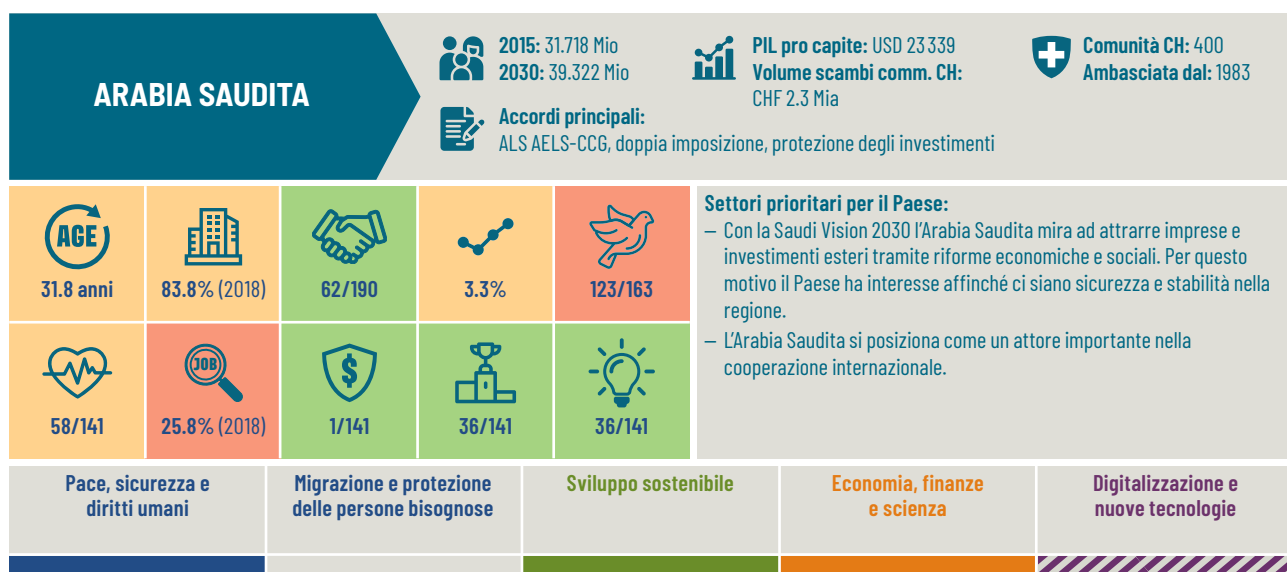 ARABIA SAUDITA
2015: 31.718 Mio
2030: 39.322 Mio
PIL pro capite: USD 23 339
Volume scambi comm. CH:
CHF 2.3 Mia
Comunità CH: 400
Ambasciata dal: 1983
Accordi principali:
ALS AELS-CCG, doppia imposizione, protezione degli investimenti
AGE
31.8 anni
83.8% (2018)
62/190
3.3%
123/163
JOB
$
58/141
25.8% (2018)
1/141
36/141
36/141
Settori prioritari per il Paese:
– Con la Saudi Vision 2030 l’Arabia Saudita mira ad attrarre imprese e
investimenti esteri tramite riforme economiche e sociali. Per questo
motivo il Paese ha interesse affinché ci siano sicurezza e stabilità nella
regione.
– L’Arabia Saudita si posiziona come un attore importante nella
cooperazione internazionale.
Pace, sicurezza e
diritti umani
Migrazione e protezione
delle persone bisognose
Sviluppo sostenibile
Economia, finanze
e scienza
Digitalizzazione e
nuove tecnologie